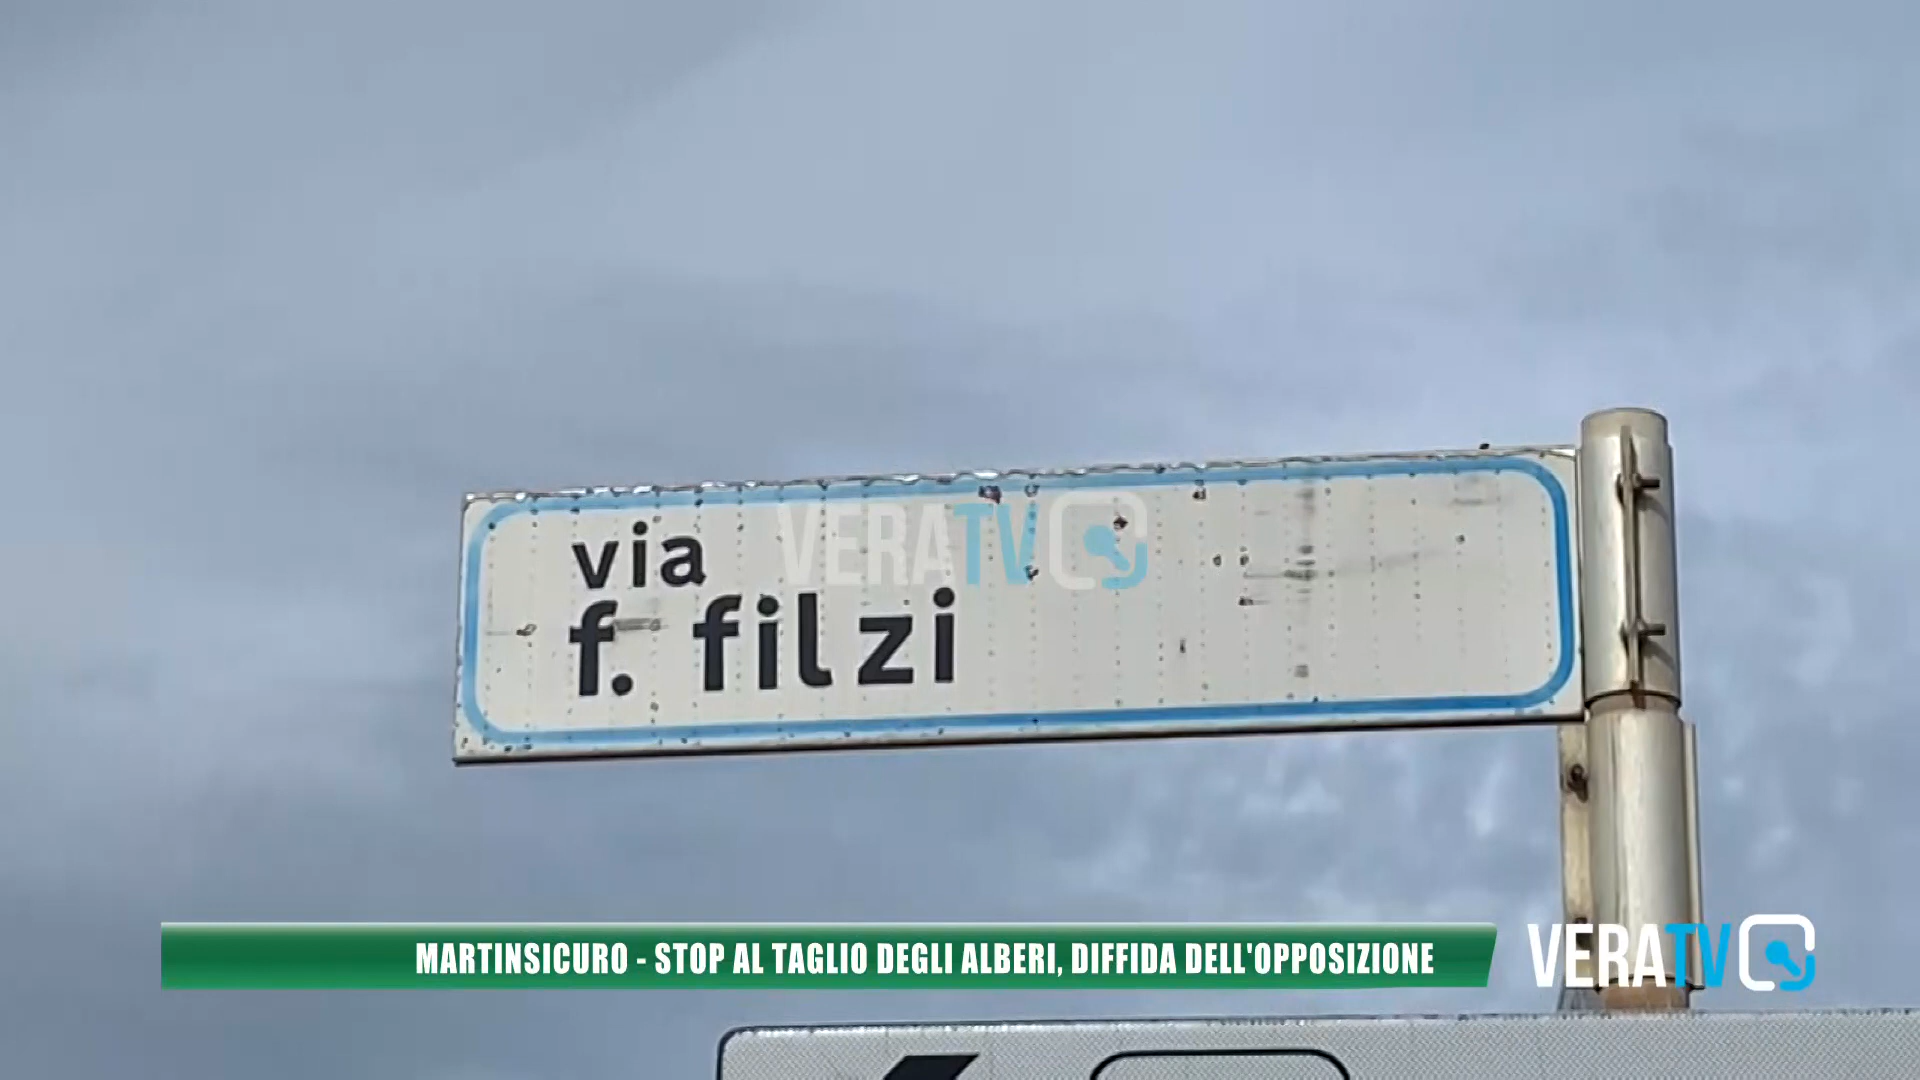 VERATV
via
f. filzi
MARTINSICURO - STOP AL TAGLIO DEGLI ALBERI, DIFFIDA DELL'OPPOSIZIONE
VERATV